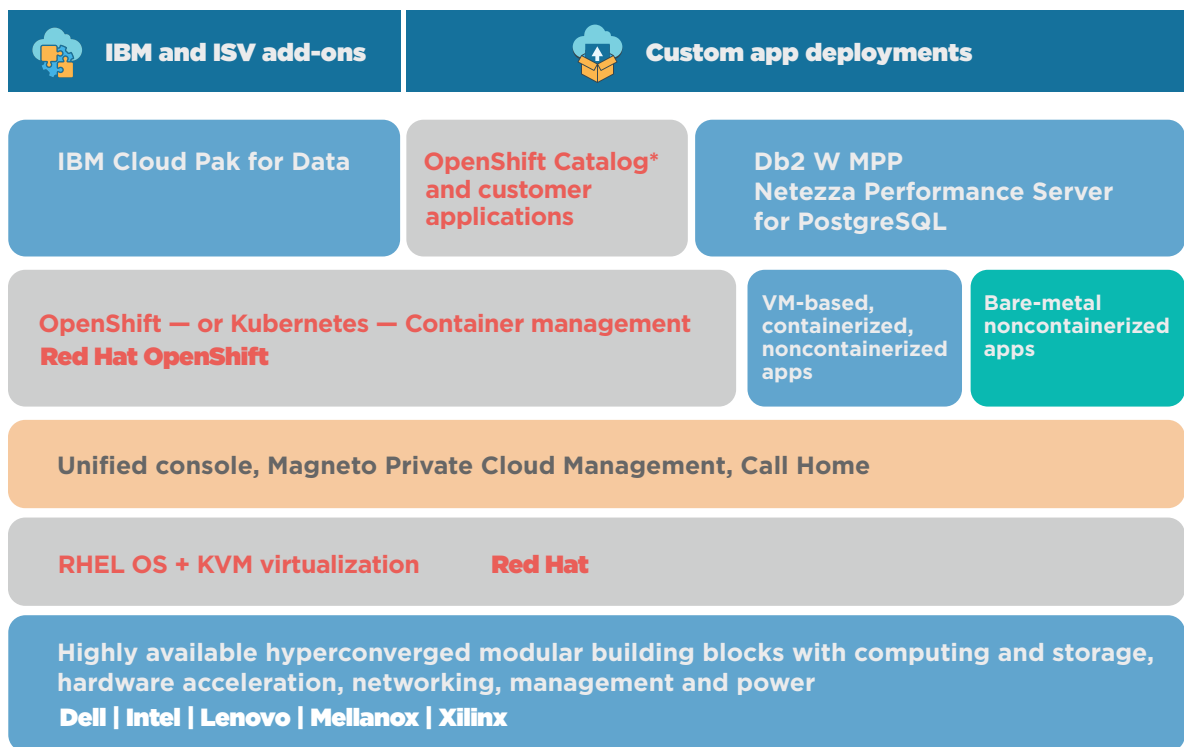 IBM and ISV add-ons
Custom app deployments
IBM Cloud Pak for Data
OpenShift Catalog*
and customer
applications
Db2 W MPP
Netezza Performance Server
for PostgreSQL
OpenShift — or Kubernetes — Container management
Red Hat OpenShift
VM-based,
containerized,
noncontainerized
apps
Bare-metal
noncontainerized
apps
Unified console, Magneto Private Cloud Management, Call Home
RHEL OS + KVM virtualization Red Hat
Highly available hyperconverged modular building blocks with computing and storage,
hardware acceleration, networking, management and power
Dell | Intel | Lenovo | Mellanox | Xilinx